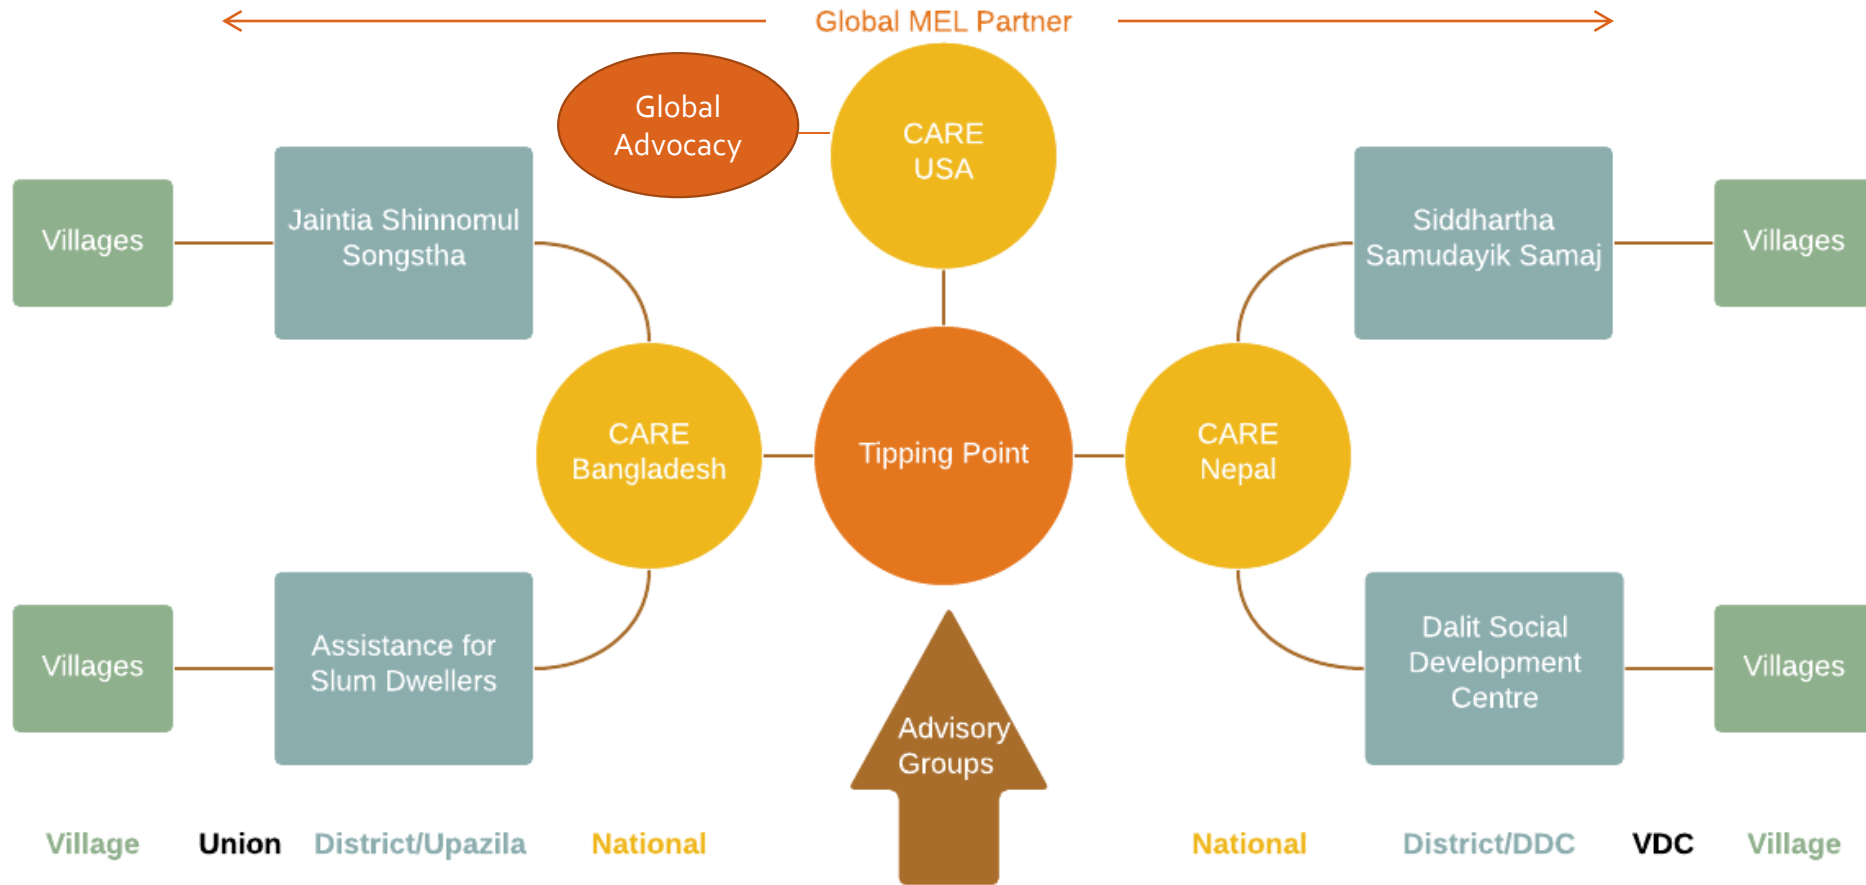 Global MEL Partner
Global
Advocacy
CARE
USA
Villages
Jaintia Shinnomul
Songstha
Siddhartha
Samudayik Samaj
Villages
CARE
Bangladesh
Tipping Point
CARE
Nepal
Villages
Assistance for
Slum Dwellers
Dalit Social
Development
Centre
Villages
Advisory
Groups
Village
Union
District/Upazila
National
National
District/DDC
VDC
Village